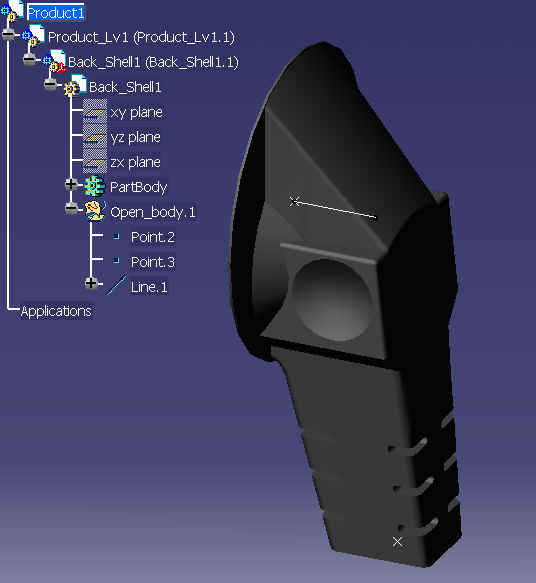 Product1
Product_Lv1 (Product_Lv1.1)
Back_Shell1 (Back_Shell1.1)
Back_Shell1
xy plane
yz plane
zx plane
PartBody
Open_body.1
Point.2
Point.3
Line.1
Applications